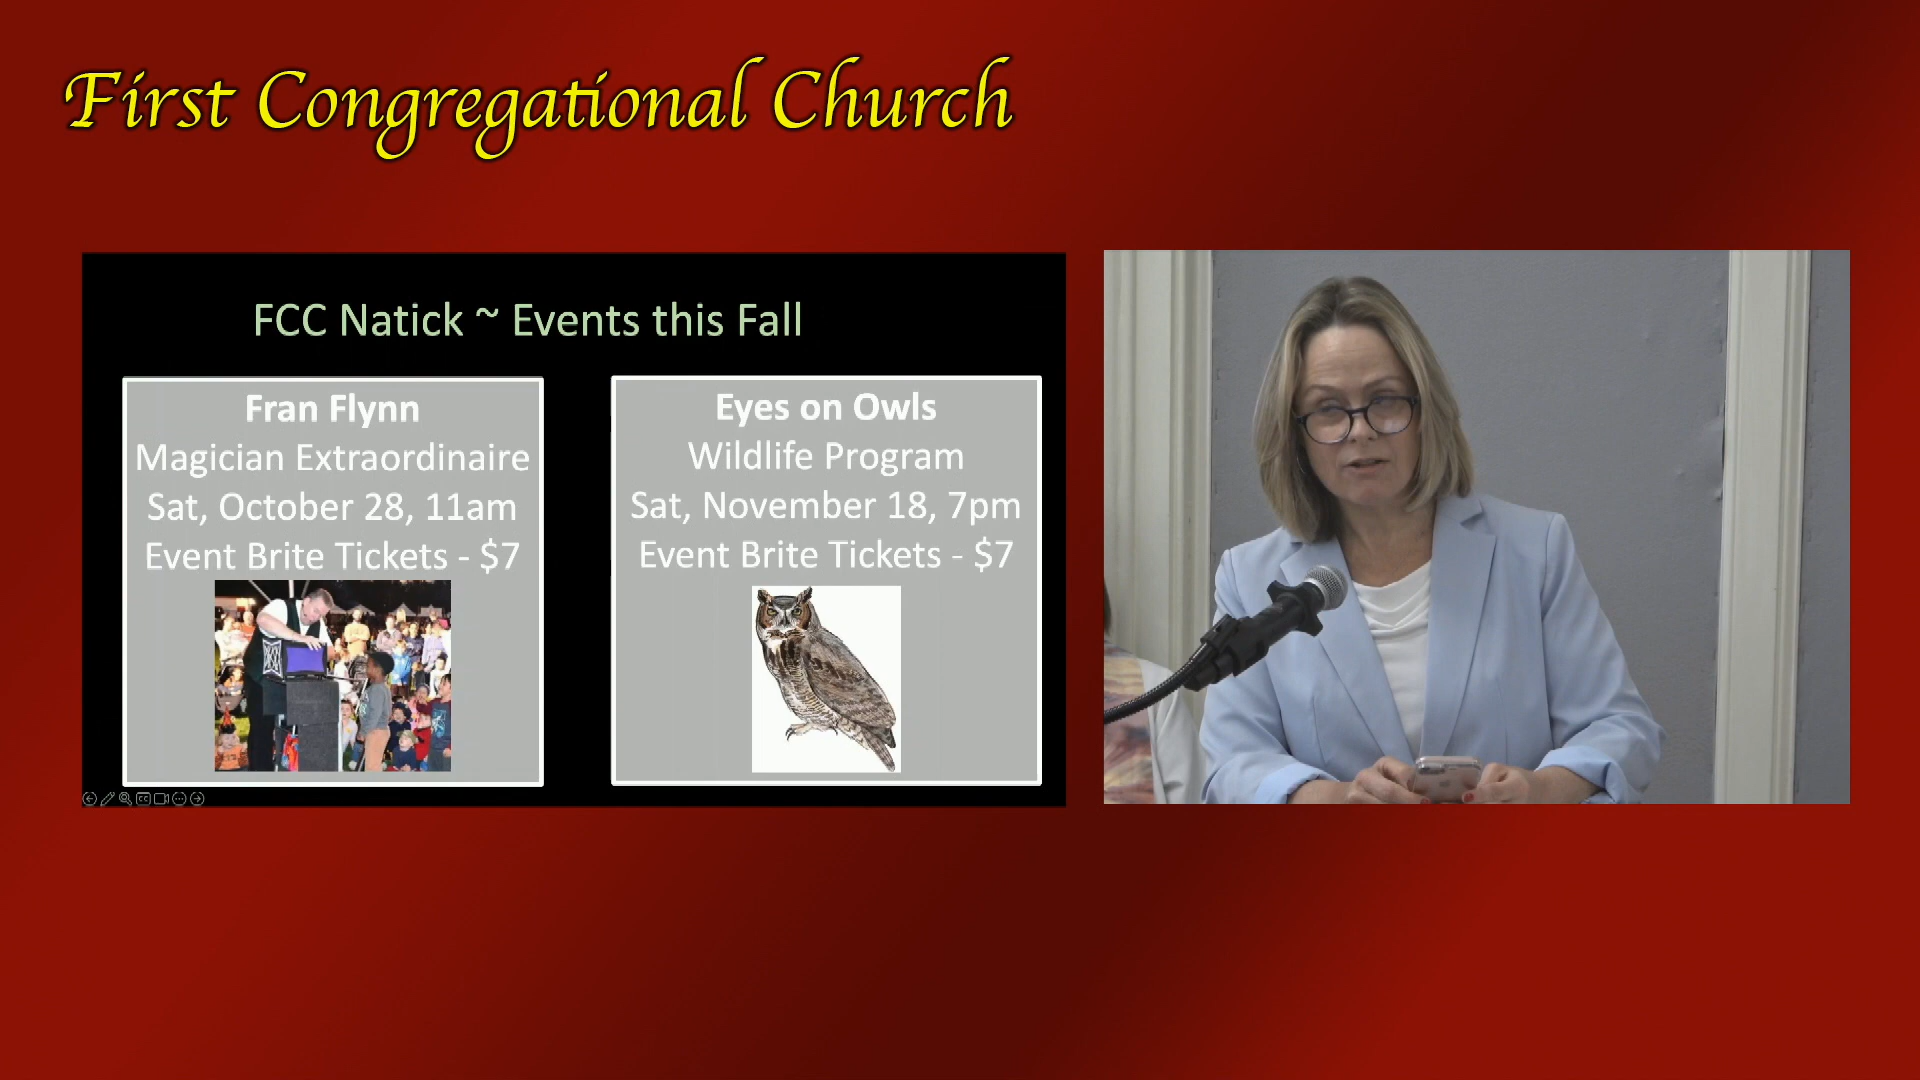 First Congregational Church
FCC Natick ~ Events this Fall
Fran Flynn
Magician Extraordinaire
Sat, October 28, 11am
Event Brite Tickets - $7
Eyes on Owls
Wildlife Program
Sat, November 18, 7pm
Event Brite Tickets - $7